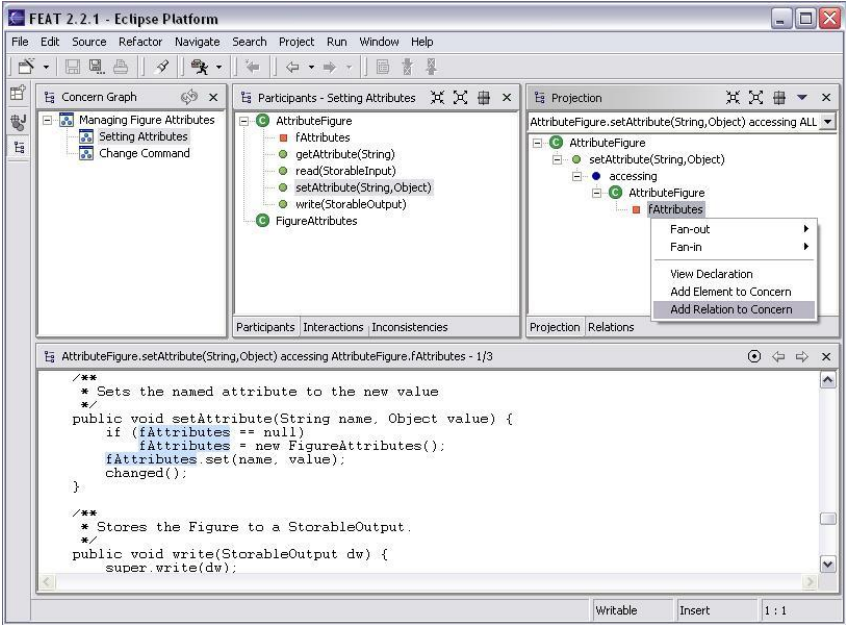 FEAT 2.2.1 - Eclipse Platform
File Edit Source Refactor Navigate Search Project Run Window Help
Concern Graph
Managing Figure Attributes
Setting Attributes
Change Command
Participants - Setting Attributes
AttributeFigure
fAttributes
getAttribute(String)
read(StorableInput)
setAttribute(String,Object)
write(StorableOutput)
FigureAttributes
Participants Interactions Inconsistencies
Projection
AttributeFigure.setAttribute(String,Object) accessing ALL
AttributeFigure
setAttribute(String,Object)
accessing
AttributeFigure
fAttributes
Fan-out
Fan-in
View Declaration
Add Element to Concern
Add Relation to Concern
Projection Relations
AttributeFigure.setAttribute(String,Object) accessing AttributeFigure.fAttributes - 1/3
/**
* Sets the named attribute to the new value
*/
public void setAttribute(String name, Object value) {
if (fAttributes == null)
fAttributes = new FigureAttributes();
fAttributes.set(name, value);
changed();
}
/**
* Stores the Figure to a StorableOutput.
*/
public void write(StorableOutput dw) {
super.write(dw);
Writable Insert 1 : 1